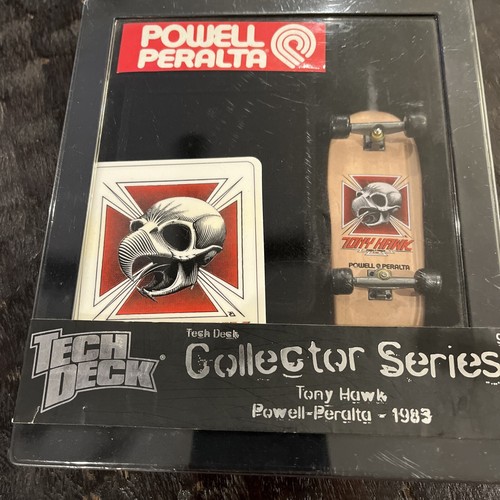 POWELL
PERALTA
TONY HAWK
POWELL PERALTA
TECH
DECK
Tech Deck
Collector Series
Tony Hawk
Powell-Peralta - 1983